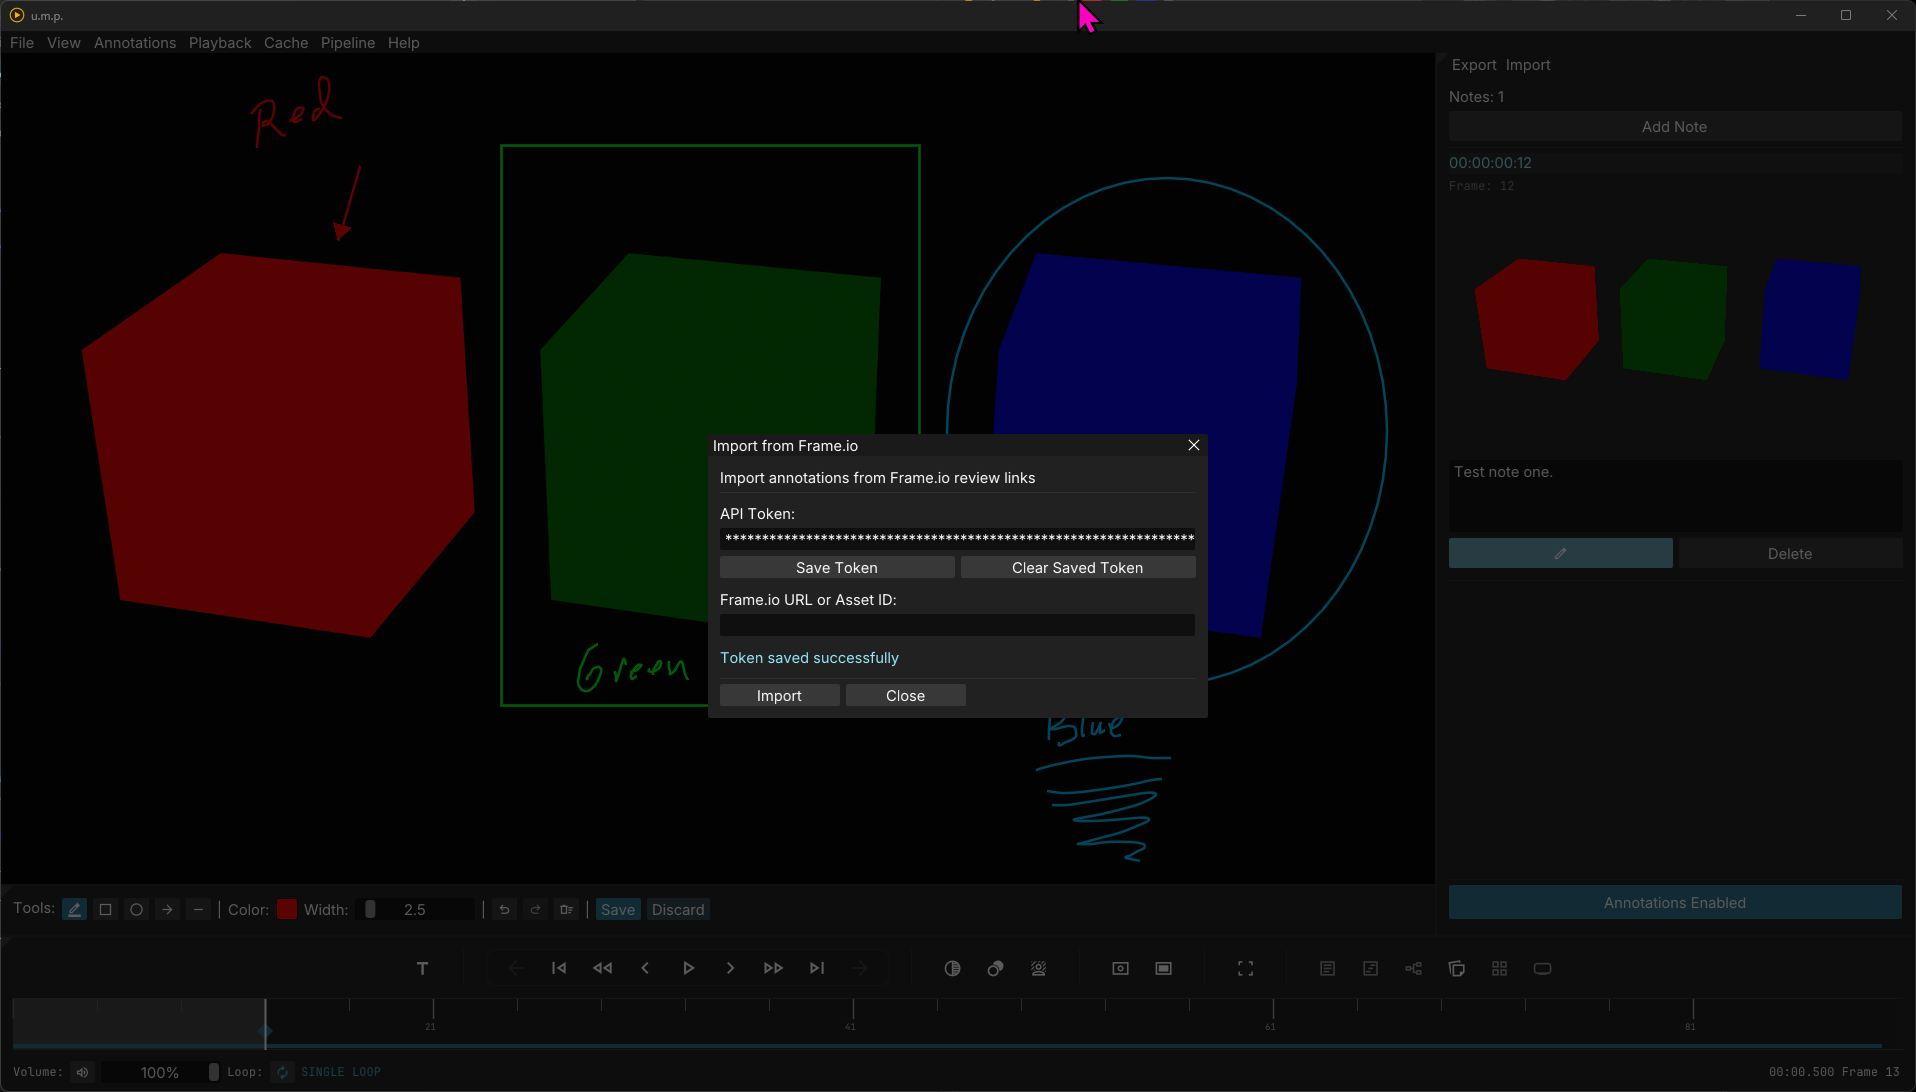 u.m.p.
File View Annotations Playback Cache Pipeline Help
Red
Green
Blue
Export Import
Notes: 1
Add Note
00:00:00:12
Frame: 12
Test note one.
Delete
Annotations Enabled
Import from Frame.io
Import annotations from Frame.io review links
API Token:
****************************************************************
Save Token Clear Saved Token
Frame.io URL or Asset ID:
Token saved successfully
Import Close
Tools: Color: Width: 2.5 Save Discard
T
21 41 61 81
Volume: 100% Loop: SINGLE LOOP
00:00.500 Frame 13